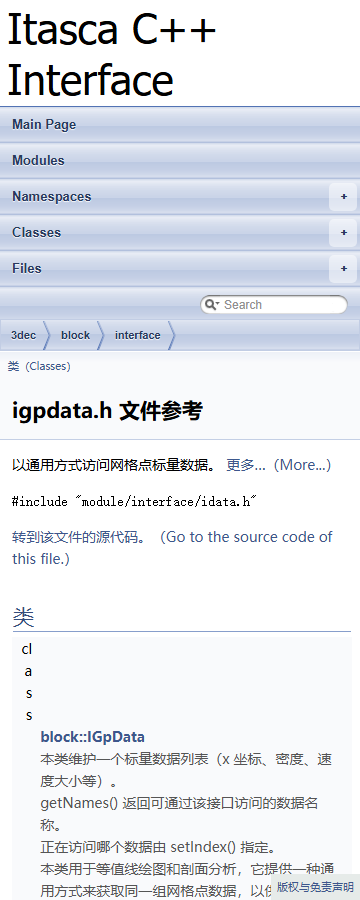 Itasca C++
Interface
Main Page
Modules
Namespaces
+
Classes
+
Files
+
Search
3dec
block
interface
类（Classes）
igpdata.h 文件参考
以通用方式访问网格点标量数据。 更多...（More...）
#include "module/interface/idata.h"
转到该文件的源代码。（Go to the source code of
this file.）
类
cl
a
s
s
block::IGpData
本类维护一个标量数据列表（x 坐标、密度、速
度大小等）。
getNames() 返回可通过该接口访问的数据名
称。
正在访问哪个数据由 setIndex() 指定。
本类用于等值线绘图和剖面分析，它提供一种通
用方式来获取同一组网格点数据，以
版权与免责声明